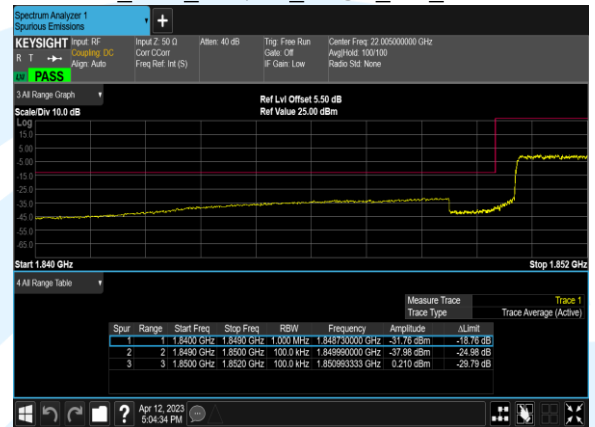 Spectrum Analyzer 1
Spurious Emissions
KEYSIGHT Input: RF Input Z: 50 Ω Atten: 40 dB Trig: Free Run Center Freq: 22.005000000 GHz
R T Coupling: DC Corr CCorr Gate: Off Avg|Hold: 100/100
Align: Auto Freq Ref: Int (S) IF Gain: Low Radio Std: None
LV PASS
3 All Range Graph
Ref Lvl Offset 5.50 dB
Scale/Div 10.0 dB Ref Value 25.00 dBm
Log
15.0
5.00
-5.00
-15.0
-25.0
-35.0
-45.0
-55.0
-65.0
Start 1.840 GHz Stop 1.852 GHz
4 All Range Table
Measure Trace Trace 1
Trace Type Trace Average (Active)
Spur Range Start Freq Stop Freq RBW Frequency Amplitude ΔLimit
1 1 1.8400 GHz 1.8490 GHz 1.000 MHz 1.848730000 GHz -31.76 dBm -18.76 dB
2 2 1.8490 GHz 1.8500 GHz 100.0 kHz 1.849990000 GHz -37.98 dBm -24.98 dB
3 3 1.8500 GHz 1.8520 GHz 100.0 kHz 1.850993333 GHz 0.210 dBm -29.79 dB
? Apr 12, 2023
5:04:34 PM